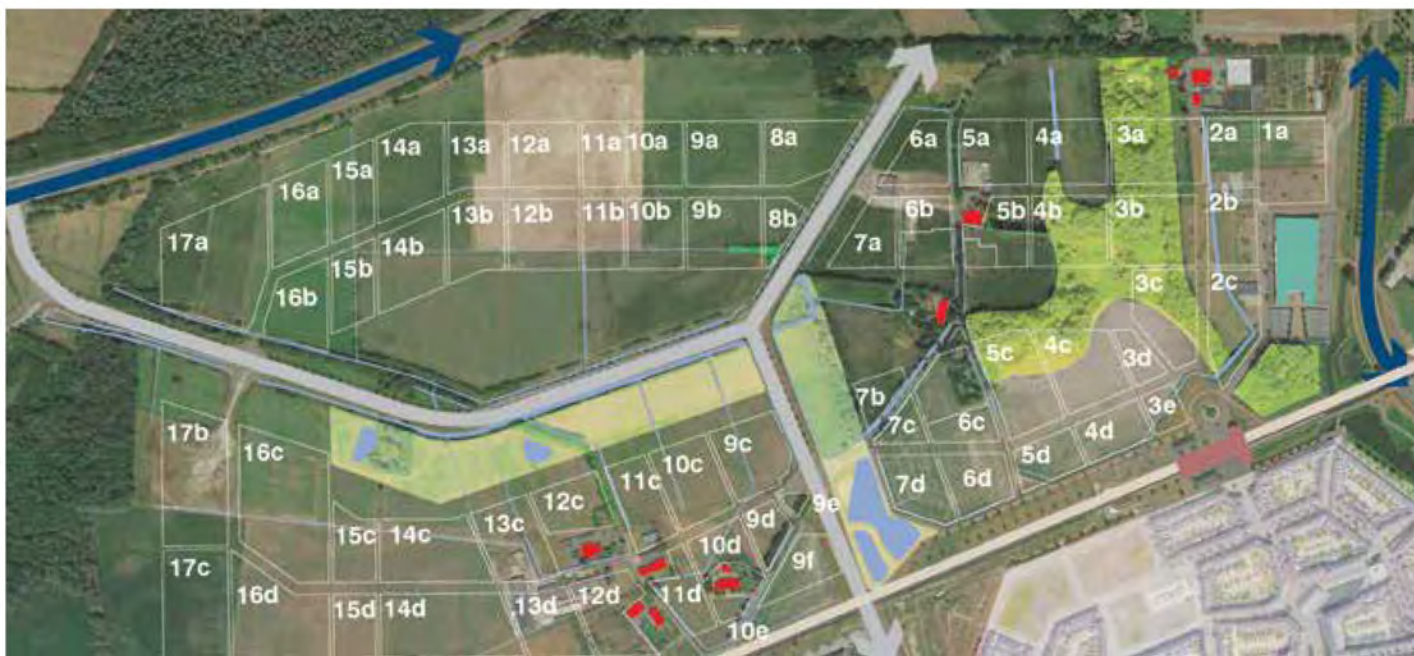 14a 13a 12a 11a 10a 9a 8a 6a 5a 4a 3a 2a 1a
15a
16a
17a
13b 12b 11b 10b 9b 8b 6b 5b 4b 3b 2b
14b
15b
7a
16b
3c 2c
5c 4c 3d
7b
17b 16c 10c 9c 7c 6c 3e
11c
5d 4d
12c 9e 7d 6d
15c 14c 13c
9d
10d
17c 16d 9f
11d
15d 14d 13d 12d
10e